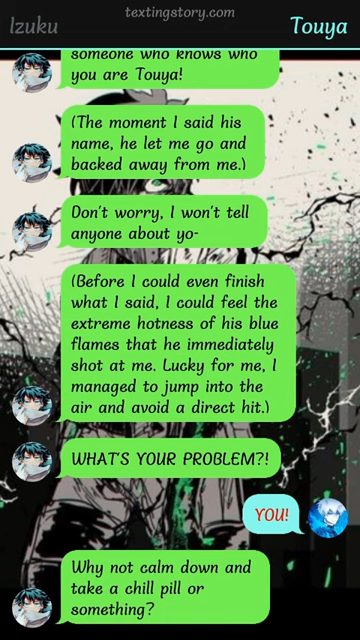 textingstory.com
Izuku
Touya
someone who knows who
you are Touya!
(The moment I said his
name, he let me go and
backed away from me.)
Don't worry, I won't tell
anyone about yo-
(Before I could even finish
what I said, I could feel the
extreme hotness of his blue
flames that he immediately
shot at me. Lucky for me, I
managed to jump into the
air and avoid a direct hit.)
WHAT'S YOUR PROBLEM?!
YOU!
Why not calm down and
take a chill pill or
something?